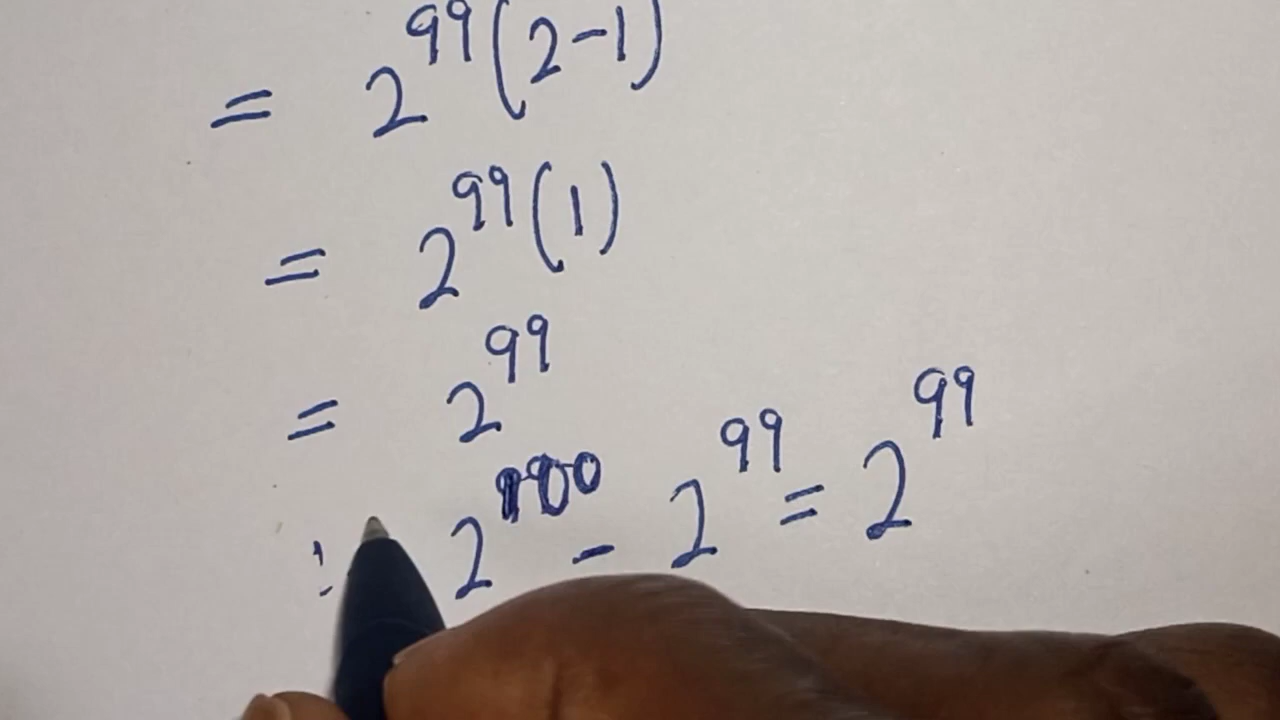 = 2^99 (2-1)
= 2^99 (1)
= 2^99
∴ 2^100 - 2^99 = 2^99